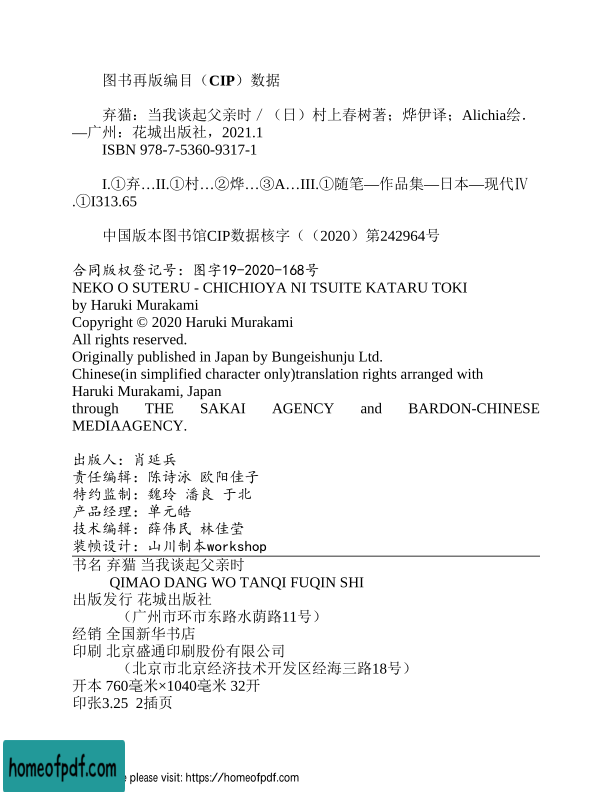 图书再版编目（CIP）数据
弃猫：当我谈起父亲时／（日）村上春树著；烨伊译；Alichia绘．
—广州：花城出版社，2021.1
ISBN 978-7-5360-9317-1
I.①弃…II.①村…②烨…③A…III.①随笔—作品集—日本—现代Ⅳ
.①I313.65
中国版本图书馆CIP数据核字（（2020）第242964号
合同版权登记号：图字19-2020-168号
NEKO O SUTERU - CHICHIOYA NI TSUITE KATARU TOKI
by Haruki Murakami
Copyright © 2020 Haruki Murakami
All rights reserved.
Originally published in Japan by Bungeishunju Ltd.
Chinese(in simplified character only)translation rights arranged with
Haruki Murakami, Japan
through THE SAKAI AGENCY and BARDON-CHINESE
MEDIAAGENCY.
出版人：肖延兵
责任编辑：陈诗泳 欧阳佳子
特约监制：魏玲 潘良 于北
产品经理：单元皓
技术编辑：薛伟民 林佳莹
装帧设计：山川制本workshop
书名 弃猫 当我谈起父亲时
QIMAO DANG WO TANQI FUQIN SHI
出版发行 花城出版社
（广州市环市东路水荫路11号）
经销 全国新华书店
印刷 北京盛通印刷股份有限公司
（北京市北京经济技术开发区经海三路18号）
开本 760毫米×1040毫米 32开
印张3.25 2插页
homeofpdf.com
please visit: https://homeofpdf.com